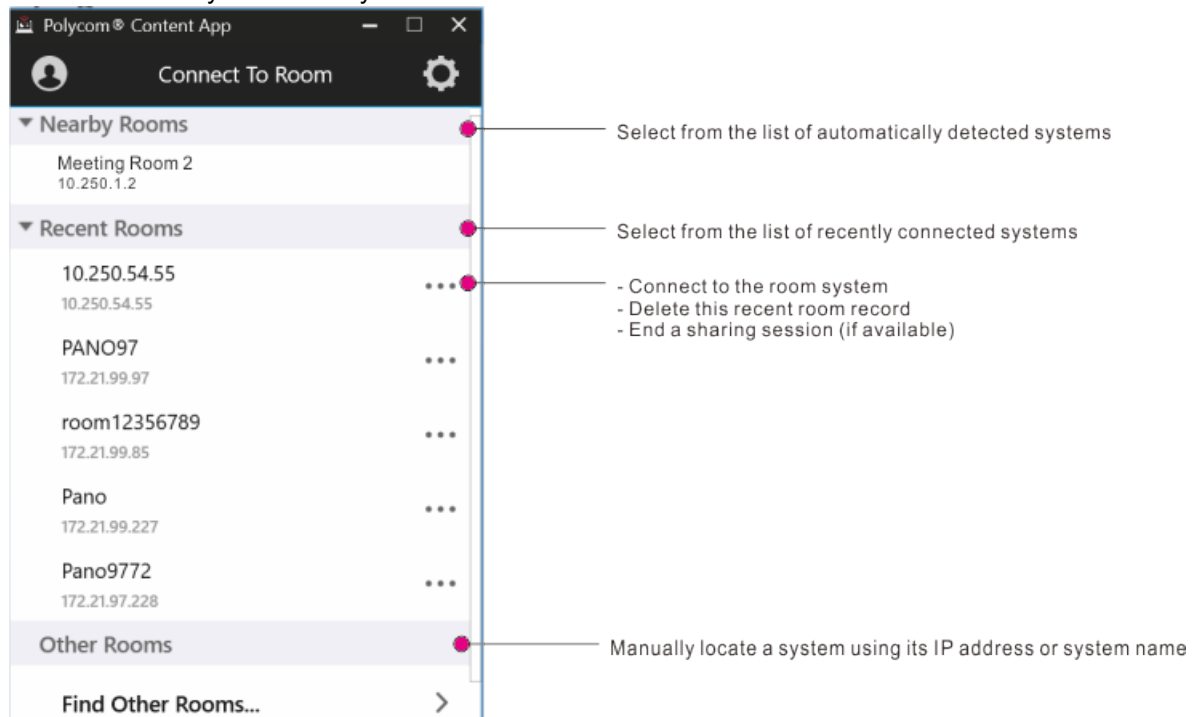 Polycom® Content App
Connect To Room
Nearby Rooms
Select from the list of automatically detected systems
Meeting Room 2
10.250.1.2
Recent Rooms
Select from the list of recently connected systems
10.250.54.55
10.250.54.55
- Connect to the room system
- Delete this recent room record
- End a sharing session (if available)
PANO97
172.21.99.97
room12356789
172.21.99.85
Pano
172.21.99.227
Pano9772
172.21.97.228
Other Rooms
Manually locate a system using its IP address or system name
Find Other Rooms...